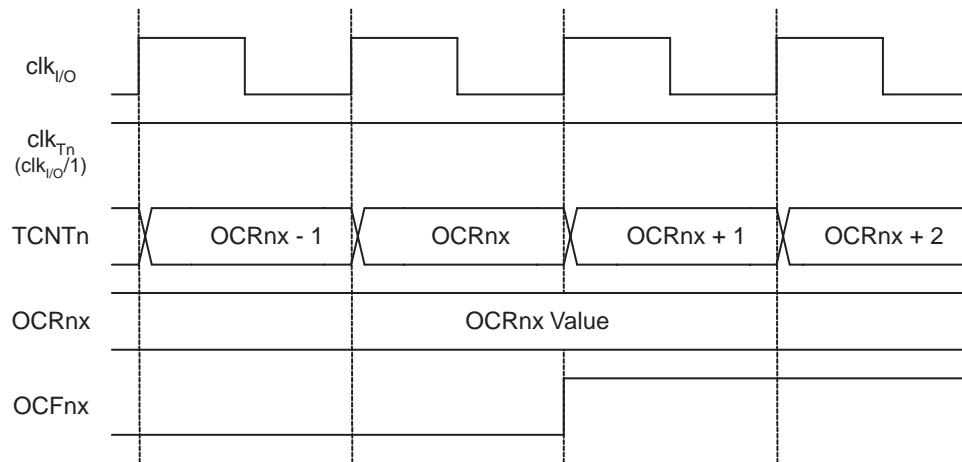 clkI/O
clkTn
(clkI/O/1)
TCNTn
OCRnx - 1
OCRnx
OCRnx + 1
OCRnx + 2
OCRnx
OCRnx Value
OCFnx